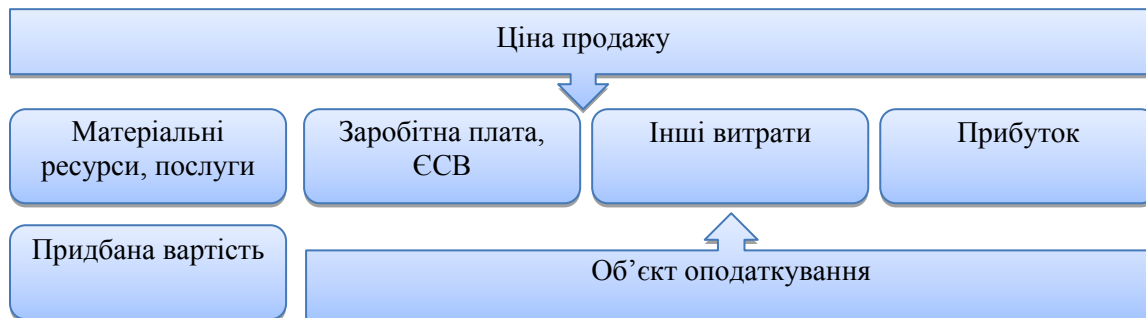 Ціна продажу
Матеріальні
ресурси, послуги
Заробітна плата,
ЄСВ
Інші витрати
Прибуток
Придбана вартість
Об’єкт оподаткування